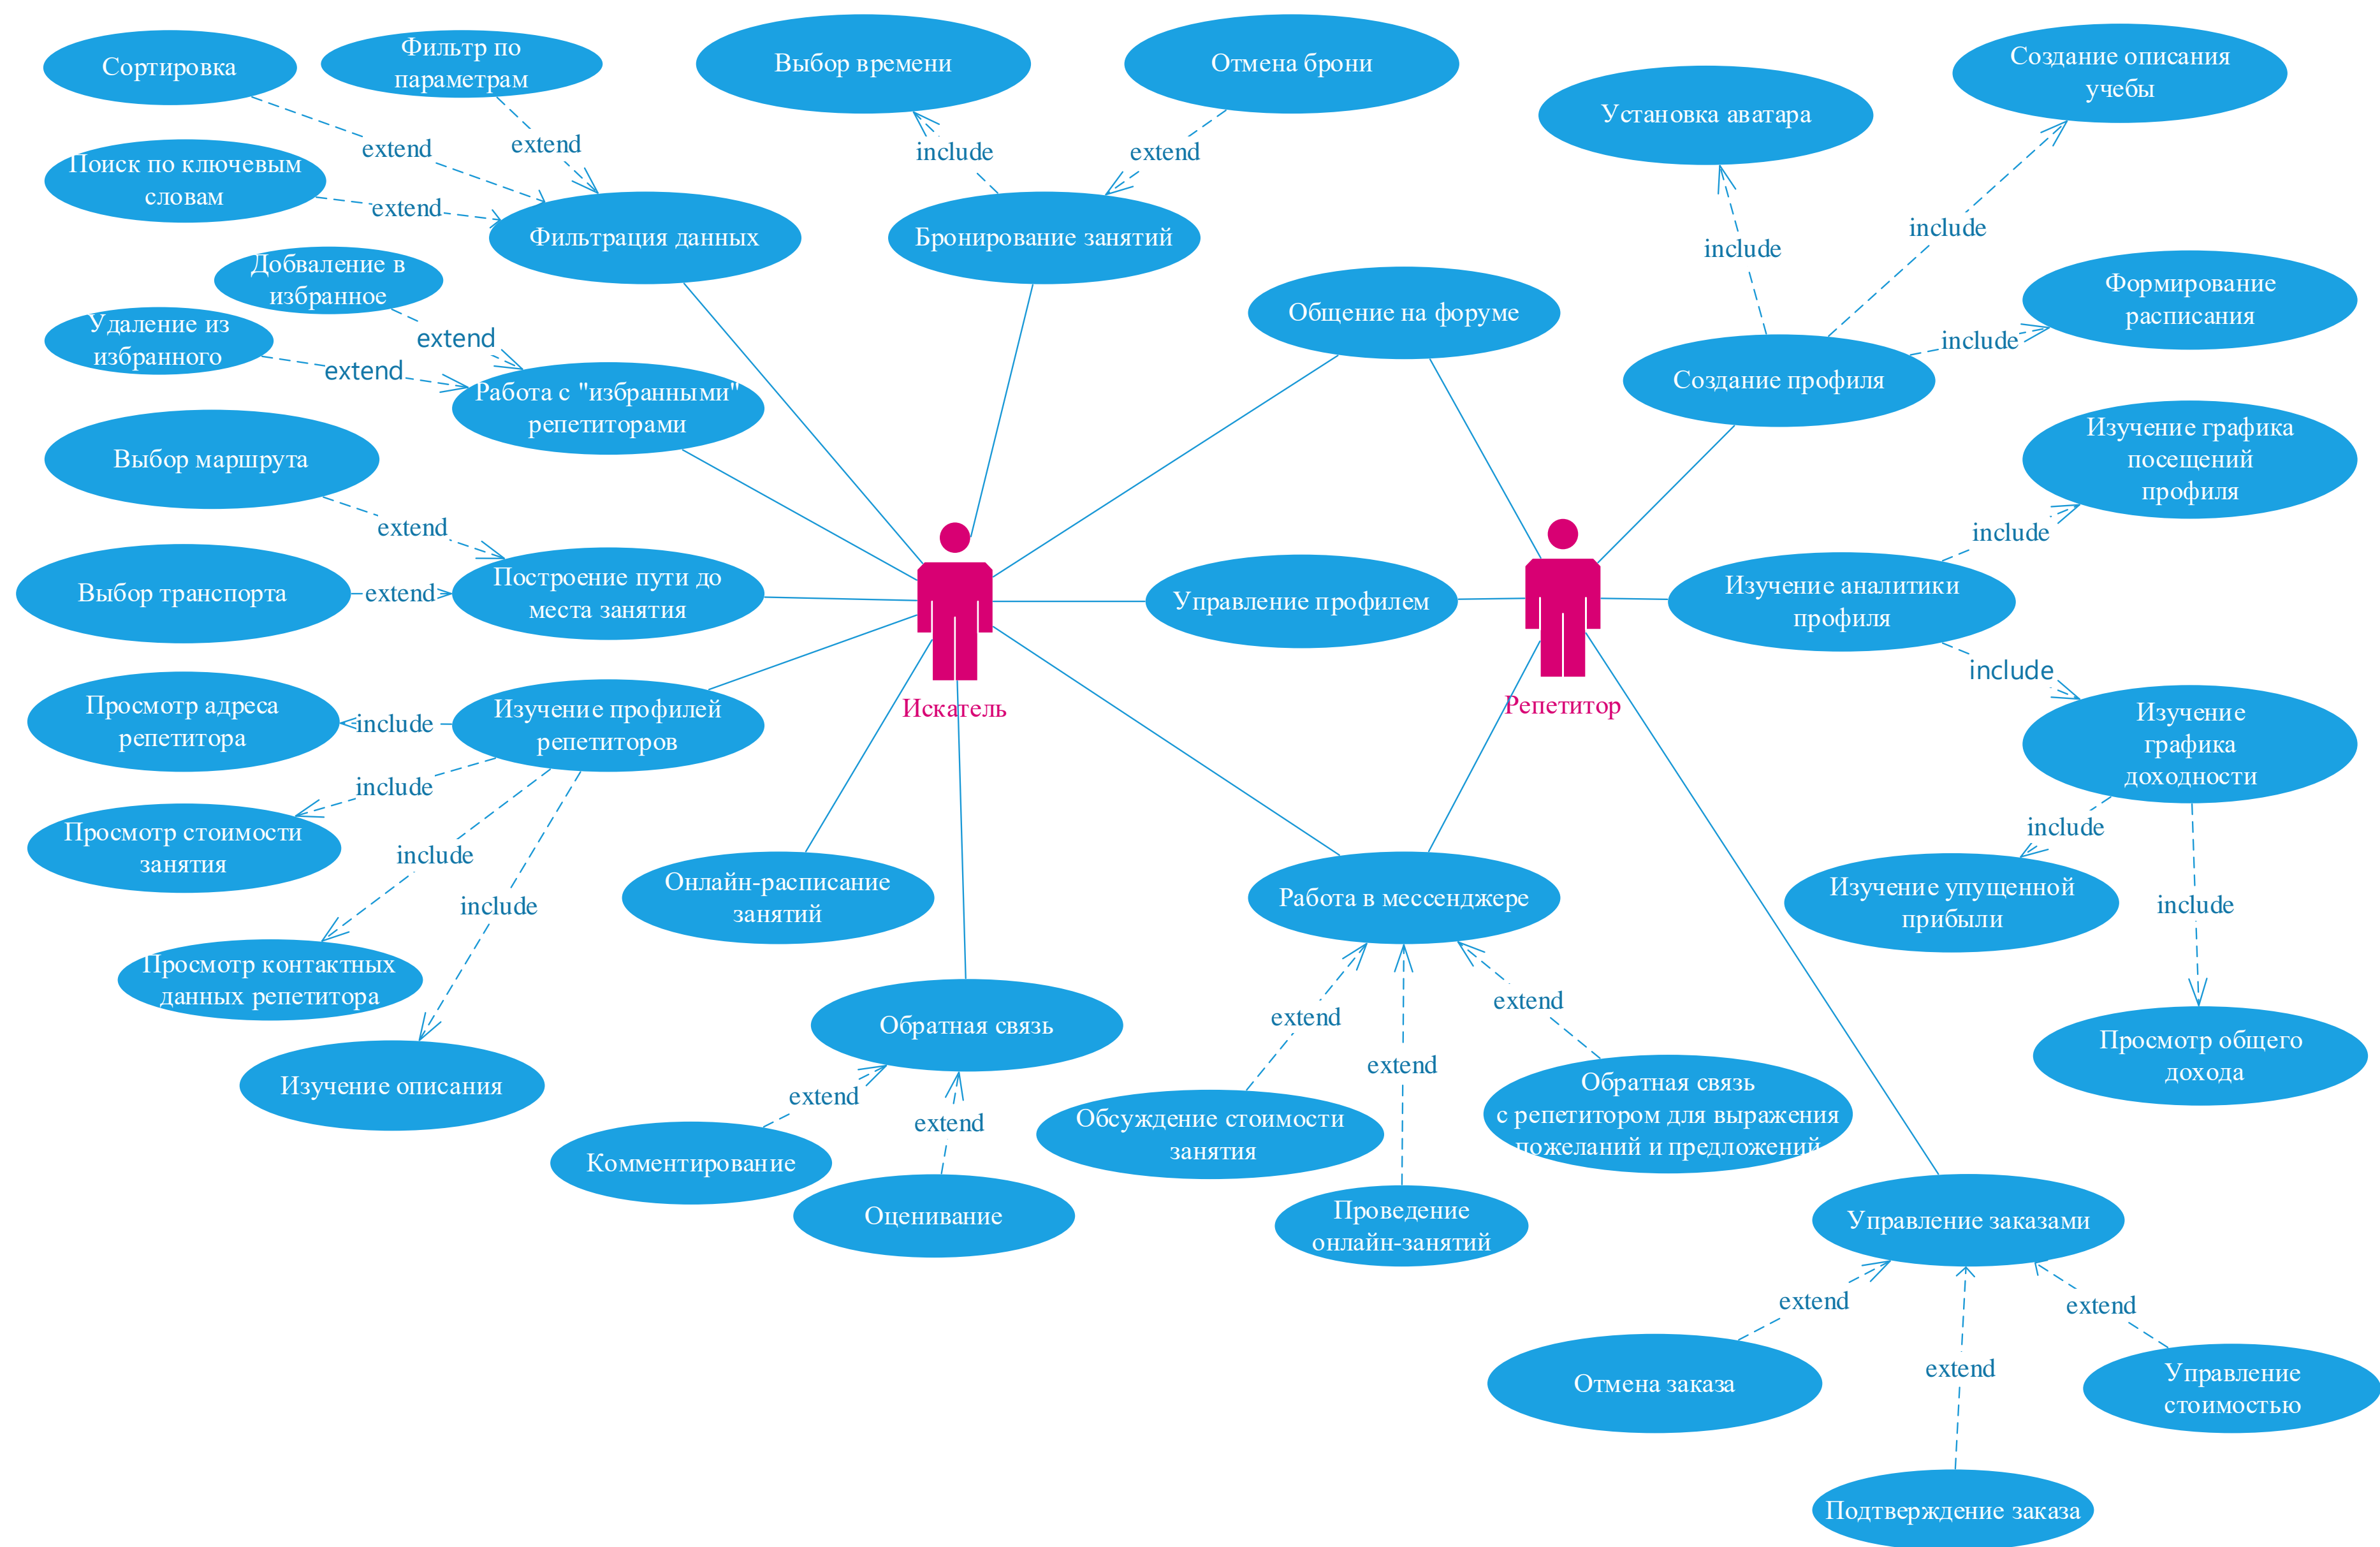 Сортировка
Фильтр по
параметрам
Выбор времени
Отмена брони
Создание описания
учебы
Установка аватара
extend
extend
include
extend
Поиск по ключевым
словам
extend
Фильтрация данных
Бронирование занятий
include
include
Добваление в
избранное
Общение на форуме
Формирование
расписания
Удаление из
избранного
extend
extend
include
Работа с "избранными"
репетиторами
Создание профиля
Выбор маршрута
Изучение графика
посещений
профиля
extend
include
Выбор транспорта
extend
Построение пути до
места занятия
Управление профилем
Изучение аналитики
профиля
include
Просмотр адреса
репетитора
include
Изучение профилей
репетиторов
Искатель
Репетитор
Изучение
графика
доходности
include
Просмотр стоимости
занятия
include
include
include
Онлайн-расписание
занятий
Работа в мессенджере
Изучение упущенной
прибыли
include
Просмотр контактных
данных репетитора
extend
extend
Обратная связь
Просмотр общего
дохода
Изучение описания
extend
extend
extend
Обсуждение стоимости
занятия
Обратная связь
с репетитором для выражения
пожеланий и предложений
Комментирование
Оценивание
Проведение
онлайн-занятий
Управление заказами
extend
extend
extend
Отмена заказа
Управление
стоимостью
Подтверждение заказа